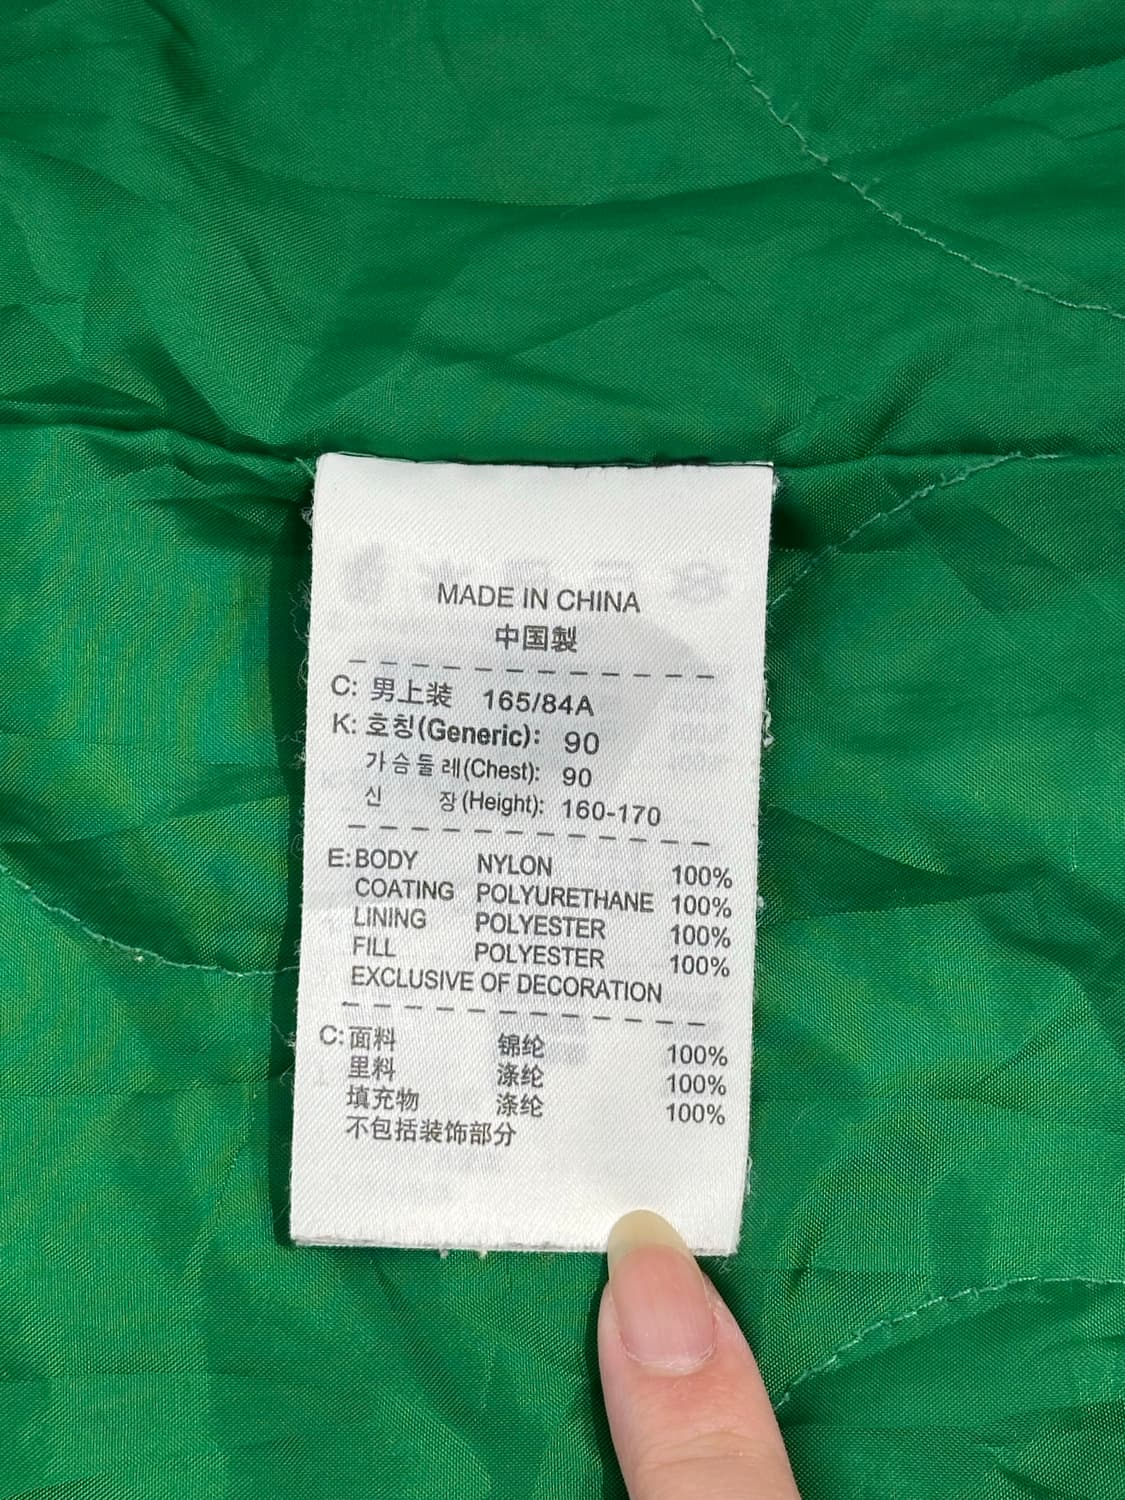 MADE IN CHINA
中国製
C: 男上装 165/84A
K: 호칭(Generic): 90
가슴둘레(Chest): 90
신 장(Height): 160-170
E: BODY NYLON 100%
COATING POLYURETHANE 100%
LINING POLYESTER 100%
FILL POLYESTER 100%
EXCLUSIVE OF DECORATION
C: 面料 锦纶 100%
里料 涤纶 100%
填充物 涤纶 100%
不包括装饰部分